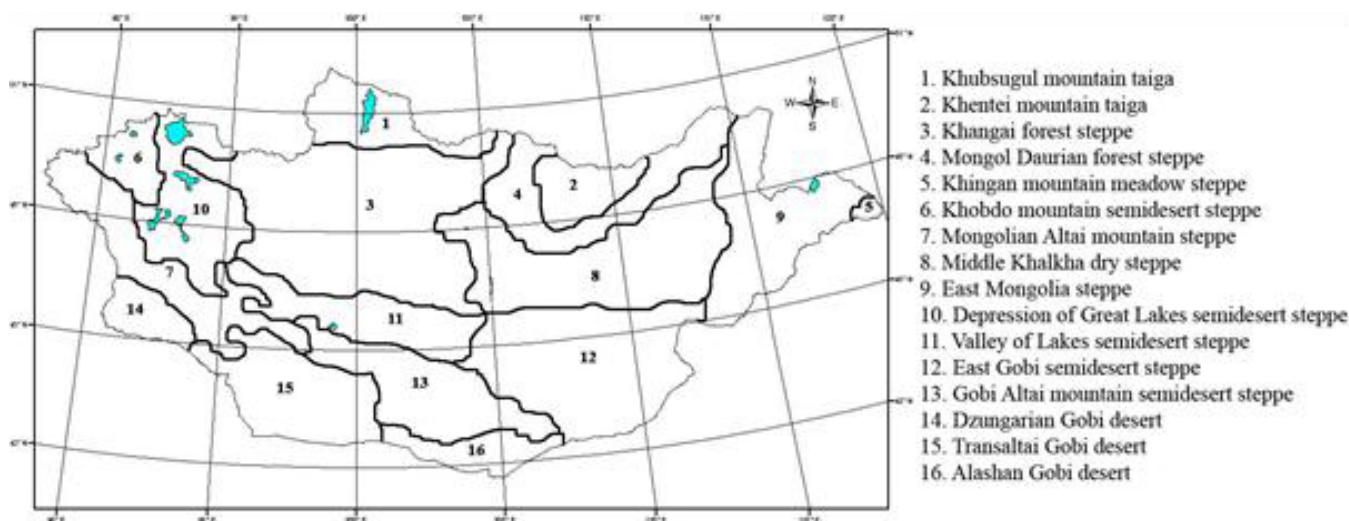 N
W E
S
1
2
3
4
5
6
7
8
9
10
11
12
13
14
15
16
1. Khubsugul mountain taiga
2. Khentei mountain taiga
3. Khangai forest steppe
4. Mongol Daurian forest steppe
5. Khingan mountain meadow steppe
6. Khobdo mountain semidesert steppe
7. Mongolian Altai mountain steppe
8. Middle Khalkha dry steppe
9. East Mongolia steppe
10. Depression of Great Lakes semidesert steppe
11. Valley of Lakes semidesert steppe
12. East Gobi semidesert steppe
13. Gobi Altai mountain semidesert steppe
14. Dzungarian Gobi desert
15. Transaltai Gobi desert
16. Alashan Gobi desert